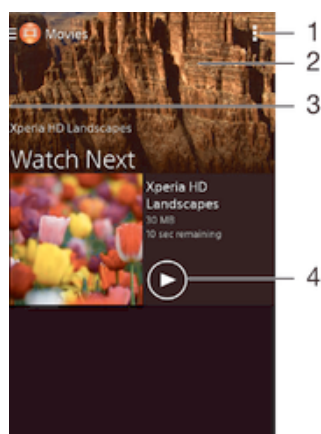 Movies
1
2
3
Xperia HD Landscapes
Watch Next
Xperia HD
Landscapes
30 MB
10 sec remaining
4